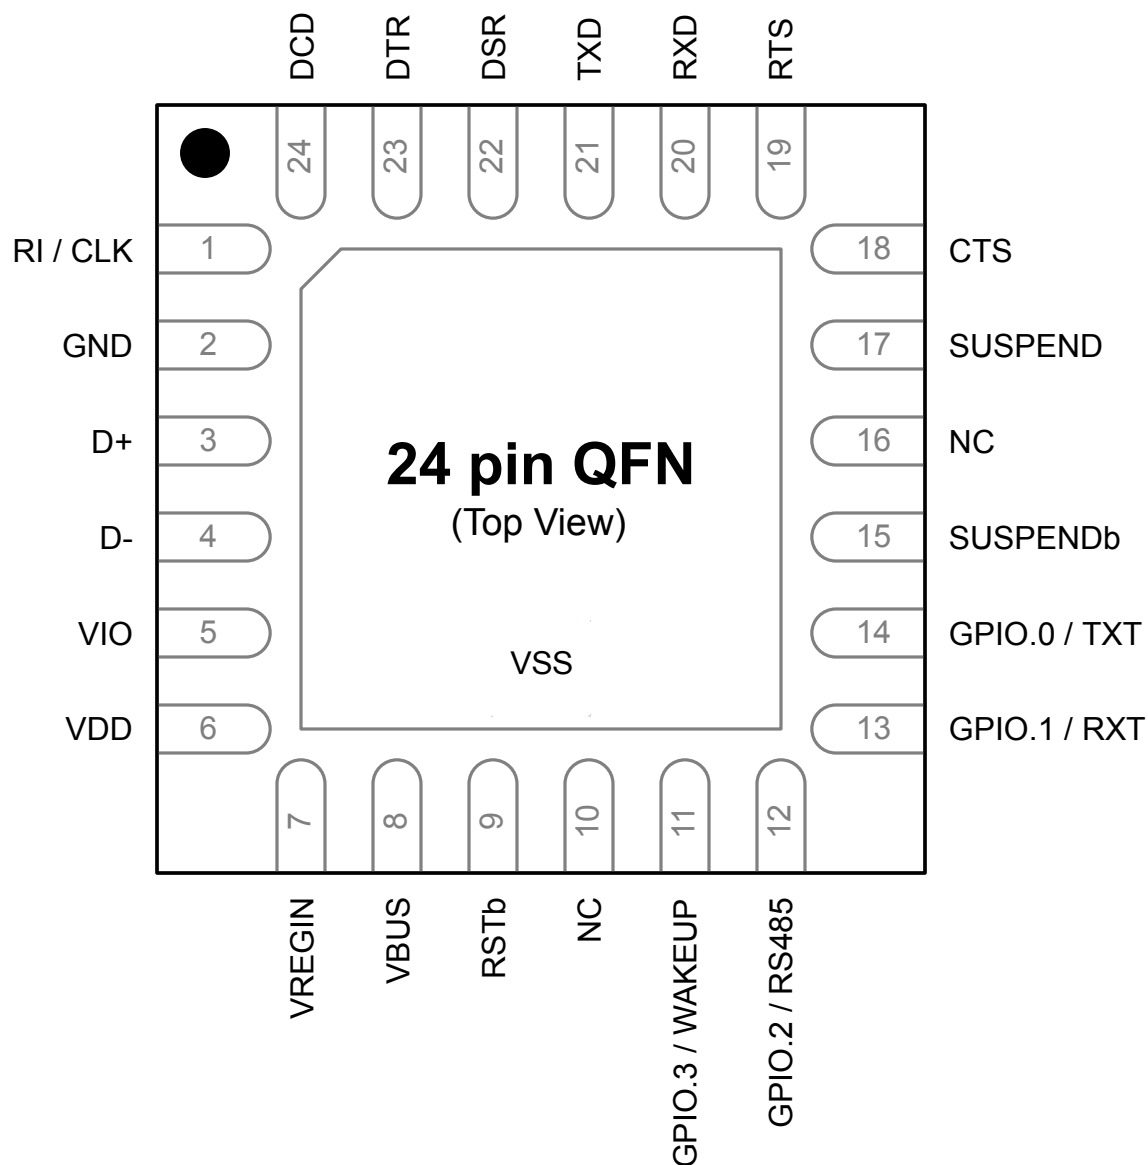 DCD
DTR
DSR
TXD
RXD
RTS
24
23
22
21
20
19
RI / CLK
1
18
CTS
GND
2
17
SUSPEND
D+
3
16
NC
D-
4
15
SUSPENDb
VIO
5
14
GPIO.0 / TXT
VDD
6
13
GPIO.1 / RXT
24 pin QFN
(Top View)
VSS
7
8
9
10
11
12
VREGIN
VBUS
RSTb
NC
GPIO.3 / WAKEUP
GPIO.2 / RS485